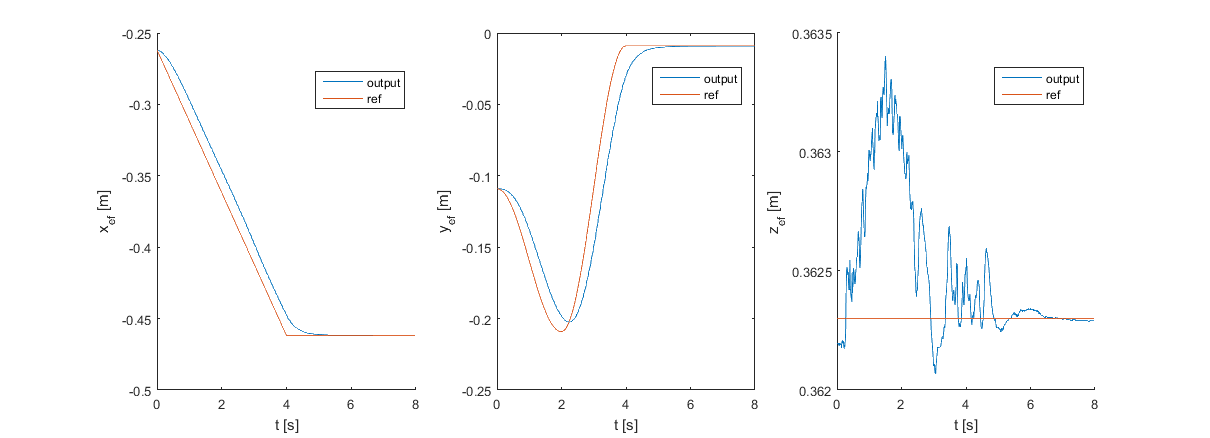 -0.25
-0.3
-0.35
-0.4
-0.45
-0.5
0 2 4 6 8
t [s]
x_ef [m]
output
ref
0
-0.05
-0.1
-0.15
-0.2
-0.25
0 2 4 6 8
t [s]
y_ef [m]
output
ref
0.3635
0.363
0.3625
0.362
0 2 4 6 8
t [s]
z_ef [m]
output
ref